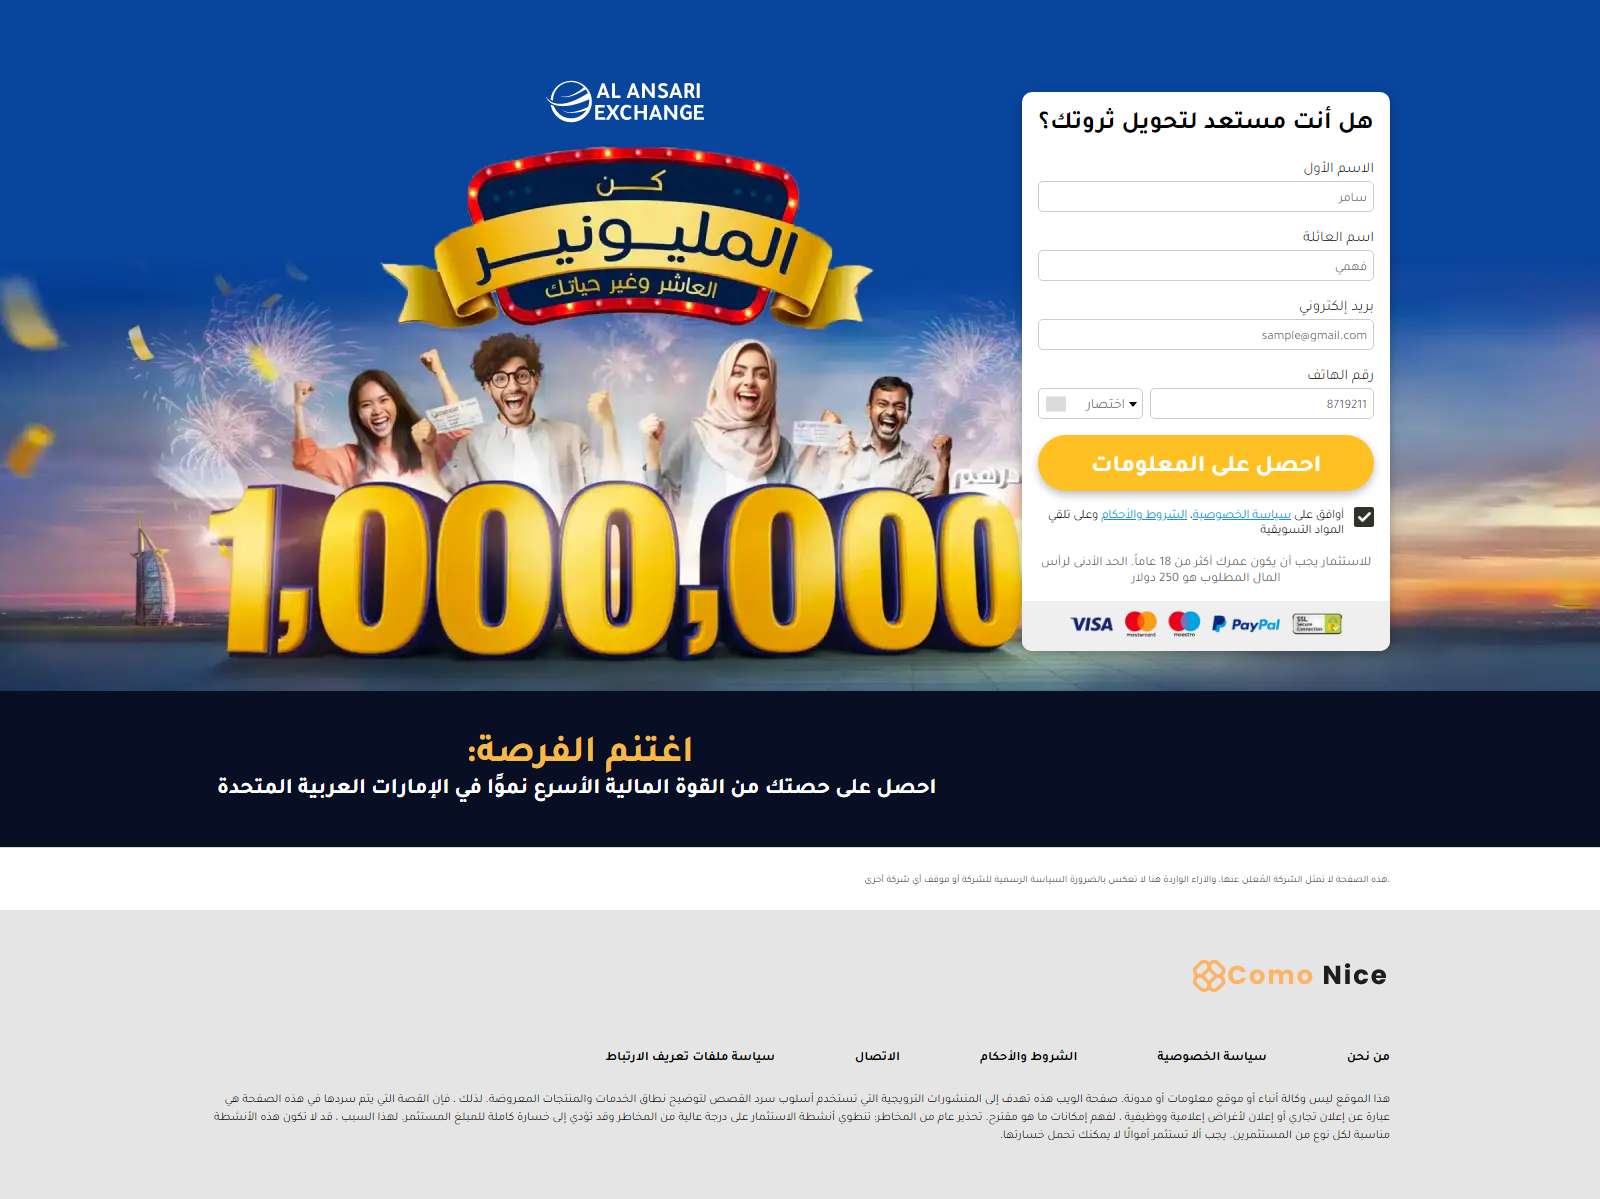 AL ANSARI
EXCHANGE
كن
المليونير
العاشر وغير حياتك
درهم
1,000,000
هل أنت مستعد لتحويل ثروتك؟
الاسم الأول
سامر
اسم العائلة
فهمي
بريد إلكتروني
sample@gmail.com
رقم الهاتف
8719211
اختصار
احصل على المعلومات
أوافق على سياسة الخصوصية، الشروط والأحكام وعلى تلقي
المواد التسويقية
للاستثمار يجب أن يكون عمرك أكثر من 18 عاماً. الحد الأدنى لرأس
المال المطلوب هو 250 دولار
VISA
mastercard
maestro
PayPal
SSL
Secure
Connection
اغتنم الفرصة:
احصل على حصتك من القوة المالية الأسرع نموًا في الإمارات العربية المتحدة
.هذه الصفحة لا تمثل الشركة المُعلن عنها، والآراء الواردة هنا لا تعكس بالضرورة السياسة الرسمية للشركة أو موقف أي شركة أخرى
Como Nice
من نحن
سياسة الخصوصية
الشروط والأحكام
الاتصال
سياسة ملفات تعريف الارتباط
هذا الموقع ليس وكالة أنباء أو موقع معلومات أو مدونة. صفحة الويب هذه تهدف إلى المنشورات الترويجية التي تستخدم أسلوب سرد القصص لتوضيح نطاق الخدمات والمنتجات المعروضة. لذلك ، فإن القصة التي يتم سردها في هذه الصفحة هي
عبارة عن إعلان تجاري أو إعلان لأغراض إعلامية ووظيفية ، لفهم إمكانات ما هو مقترح. تحذير عام من المخاطر: تنطوي أنشطة الاستثمار على درجة عالية من المخاطر وقد تؤدي إلى خسارة كاملة للمبلغ المستثمر. لهذا السبب ، قد لا تكون هذه الأنشطة
مناسبة لكل نوع من المستثمرين. يجب ألا تستثمر أموالًا لا يمكنك تحمل خسارتها.